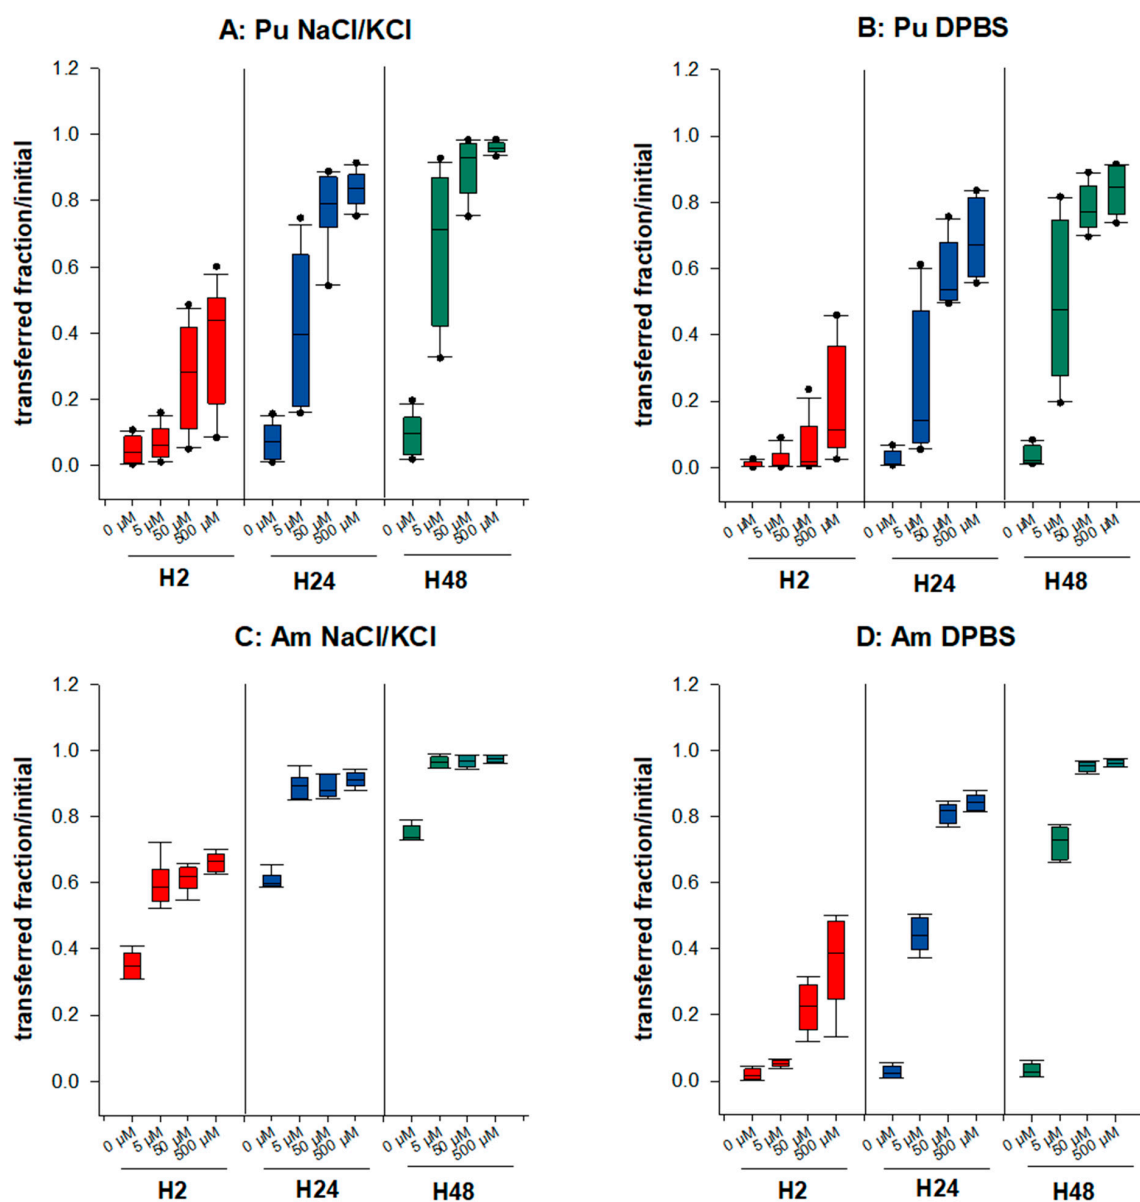 A: Pu NaCl/KCl
transferred fraction/initial
1.2
1.0
0.8
0.6
0.4
0.2
0.0
0 µM
5 µM
50 µM
500 µM
0 µM
5 µM
50 µM
500 µM
0 µM
5 µM
50 µM
500 µM
H2
H24
H48
B: Pu DPBS
transferred fraction/initial
1.2
1.0
0.8
0.6
0.4
0.2
0.0
0 µM
5 µM
50 µM
500 µM
0 µM
5 µM
50 µM
500 µM
0 µM
5 µM
50 µM
500 µM
H2
H24
H48
C: Am NaCl/KCl
transferred fraction/initial
1.2
1.0
0.8
0.6
0.4
0.2
0.0
0 µM
5 µM
50 µM
500 µM
0 µM
5 µM
50 µM
500 µM
0 µM
5 µM
50 µM
500 µM
H2
H24
H48
D: Am DPBS
transferred fraction/initial
1.2
1.0
0.8
0.6
0.4
0.2
0.0
0 µM
5 µM
50 µM
500 µM
0 µM
5 µM
50 µM
500 µM
0 µM
5 µM
50 µM
500 µM
H2
H24
H48